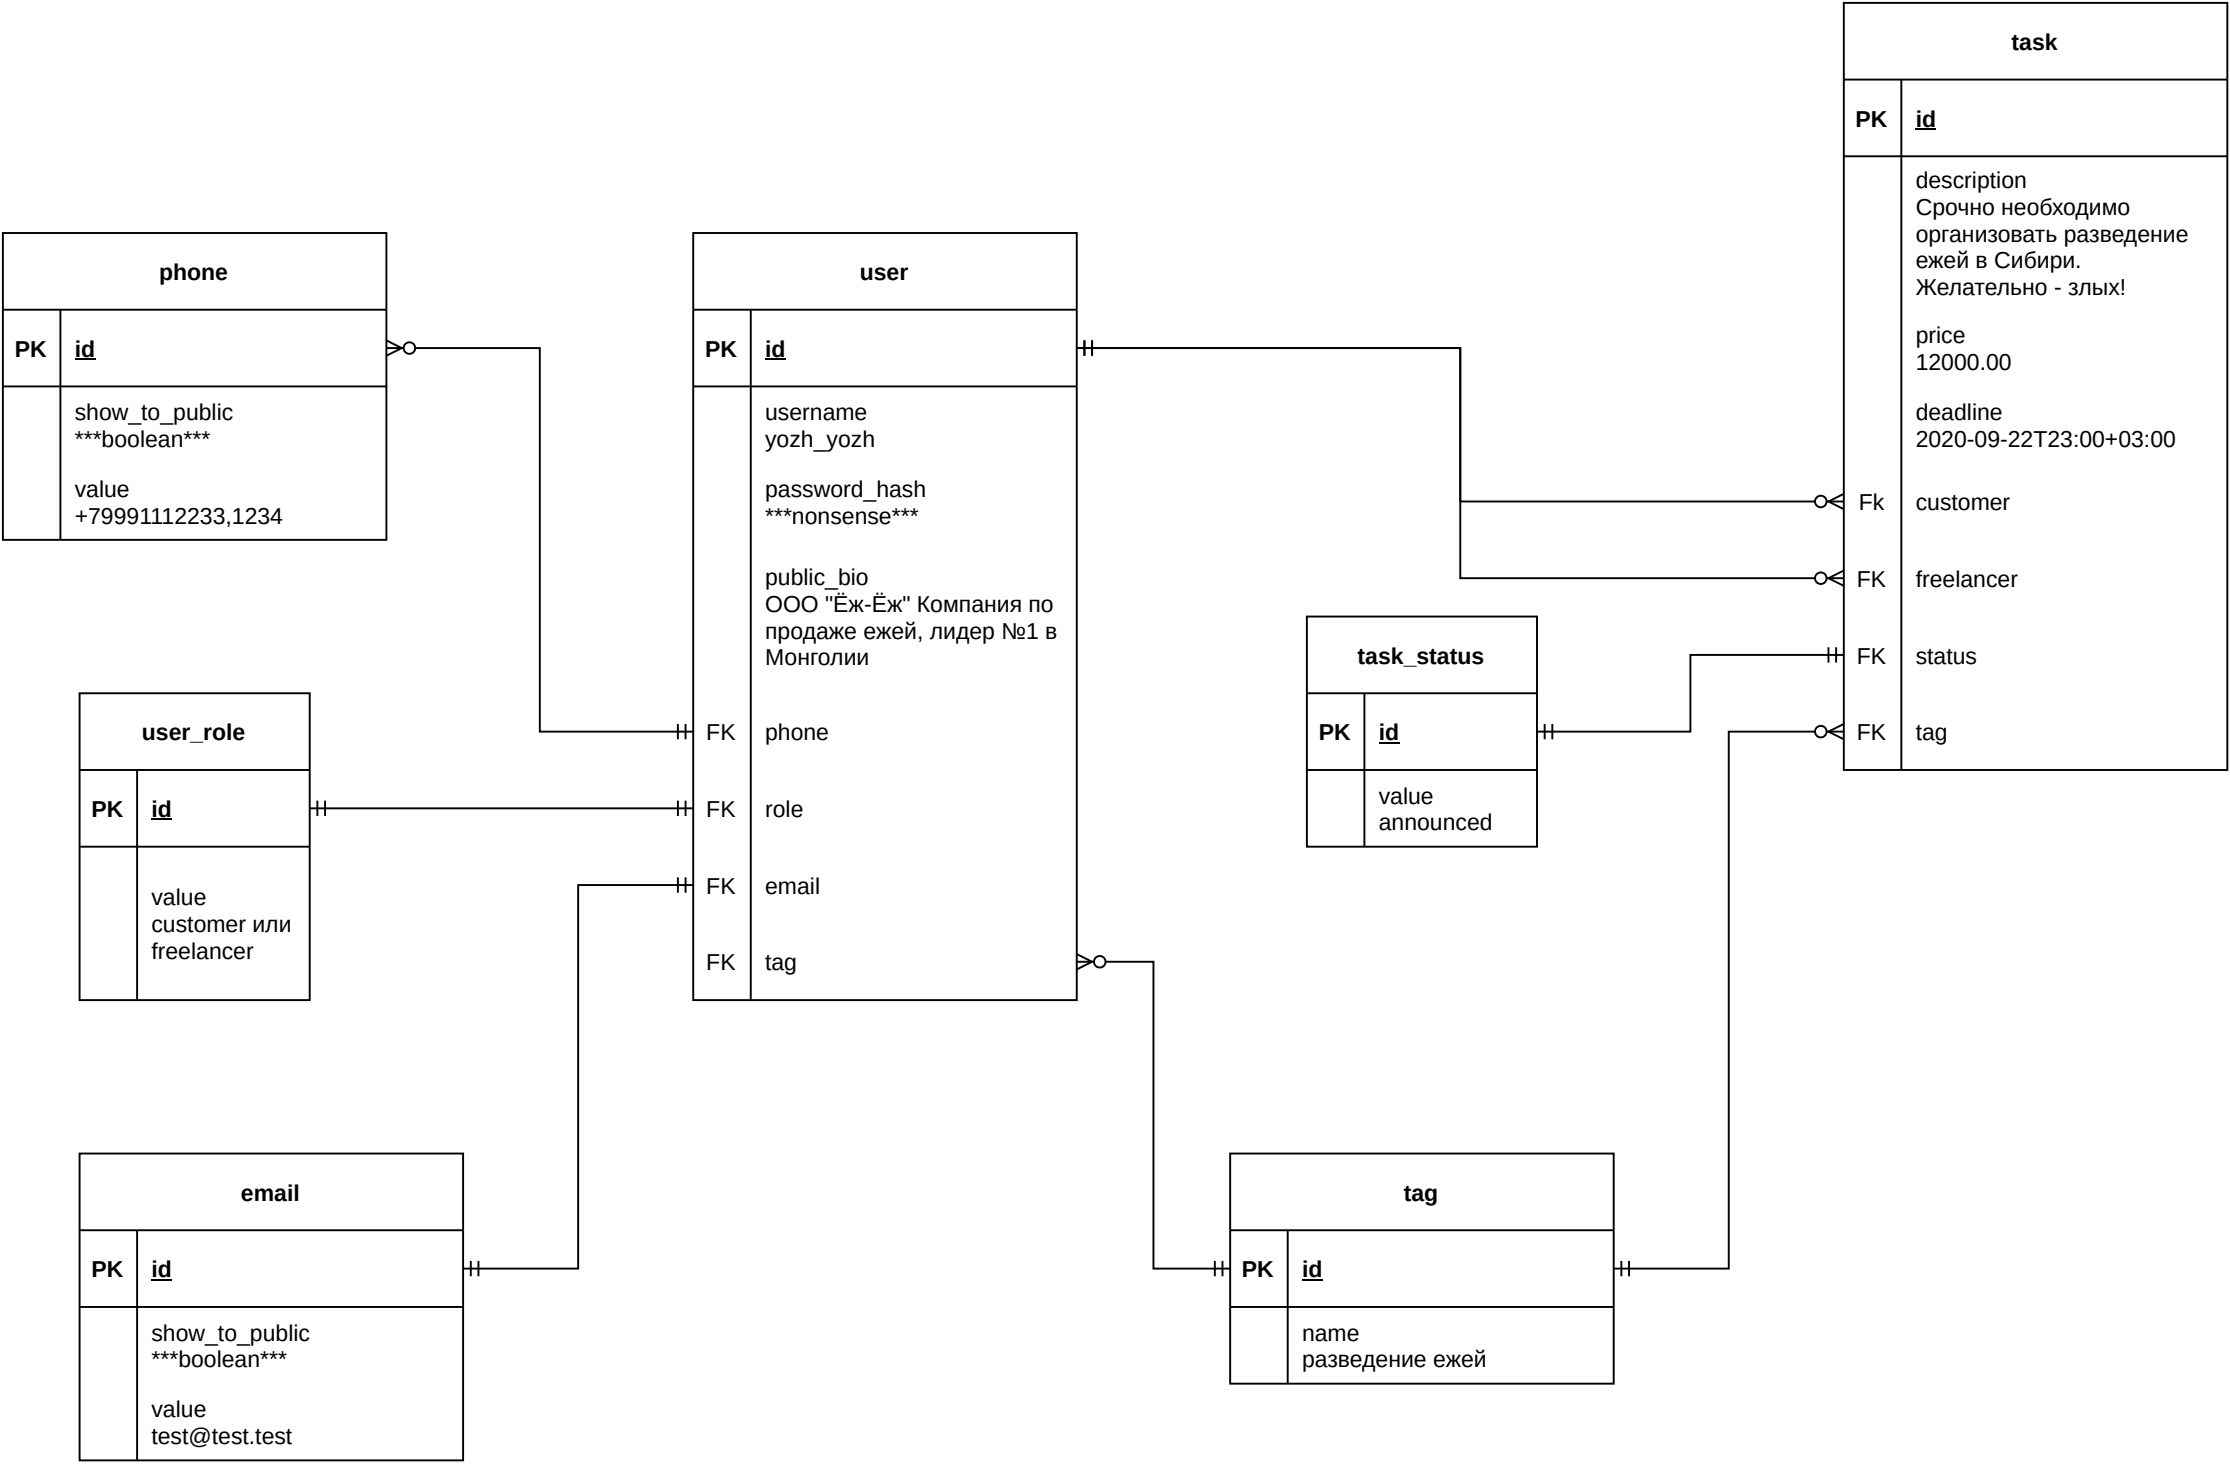 task
PK id
description
Срочно необходимо
организовать разведение
ежей в Сибири.
Желательно - злых!
price
12000.00
deadline
2020-09-22T23:00+03:00
Fk customer
FK freelancer
FK status
FK tag
phone
PK id
show_to_public
***boolean***
value
+79991112233,1234
user
PK id
username
yozh_yozh
password_hash
***nonsense***
public_bio
ООО "Ёж-Ёж" Компания по
продаже ежей, лидер №1 в
Монголии
FK phone
FK role
FK email
FK tag
task_status
PK id
value
announced
user_role
PK id
value
customer или
freelancer
email
PK id
show_to_public
***boolean***
value
test@test.test
tag
PK id
name
разведение ежей